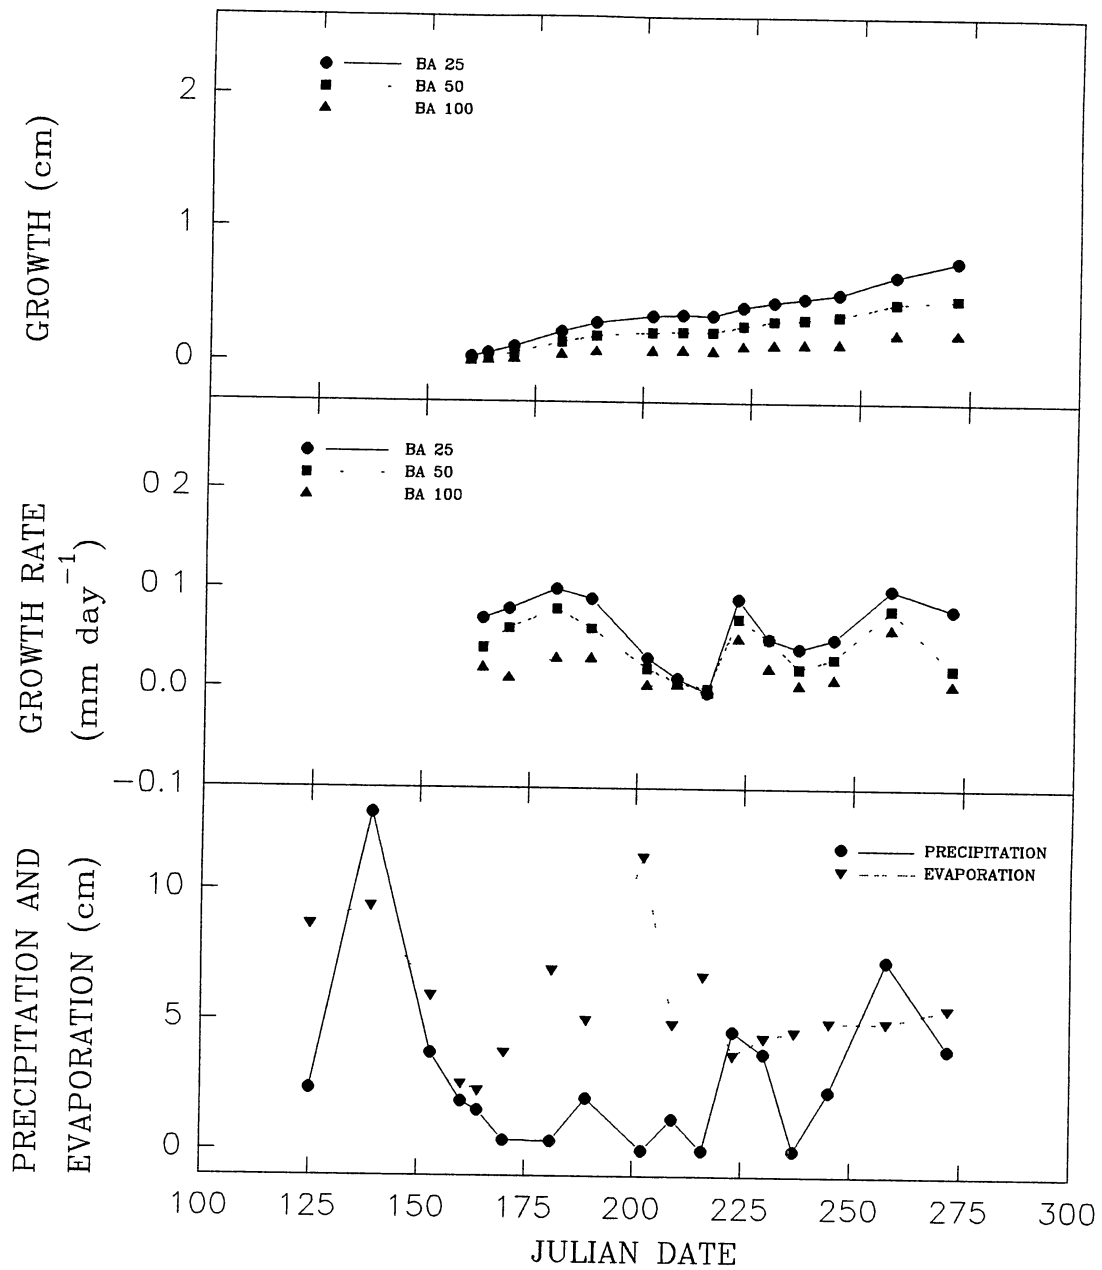 BA 25
BA 50
BA 100
2
1
0
GROWTH (cm)
BA 25
BA 50
BA 100
0 2
0 1
0.0
−0.1
GROWTH RATE
(mm day⁻¹)
PRECIPITATION
EVAPORATION
10
5
0
PRECIPITATION AND
EVAPORATION (cm)
100 125 150 175 200 225 250 275 300
JULIAN DATE